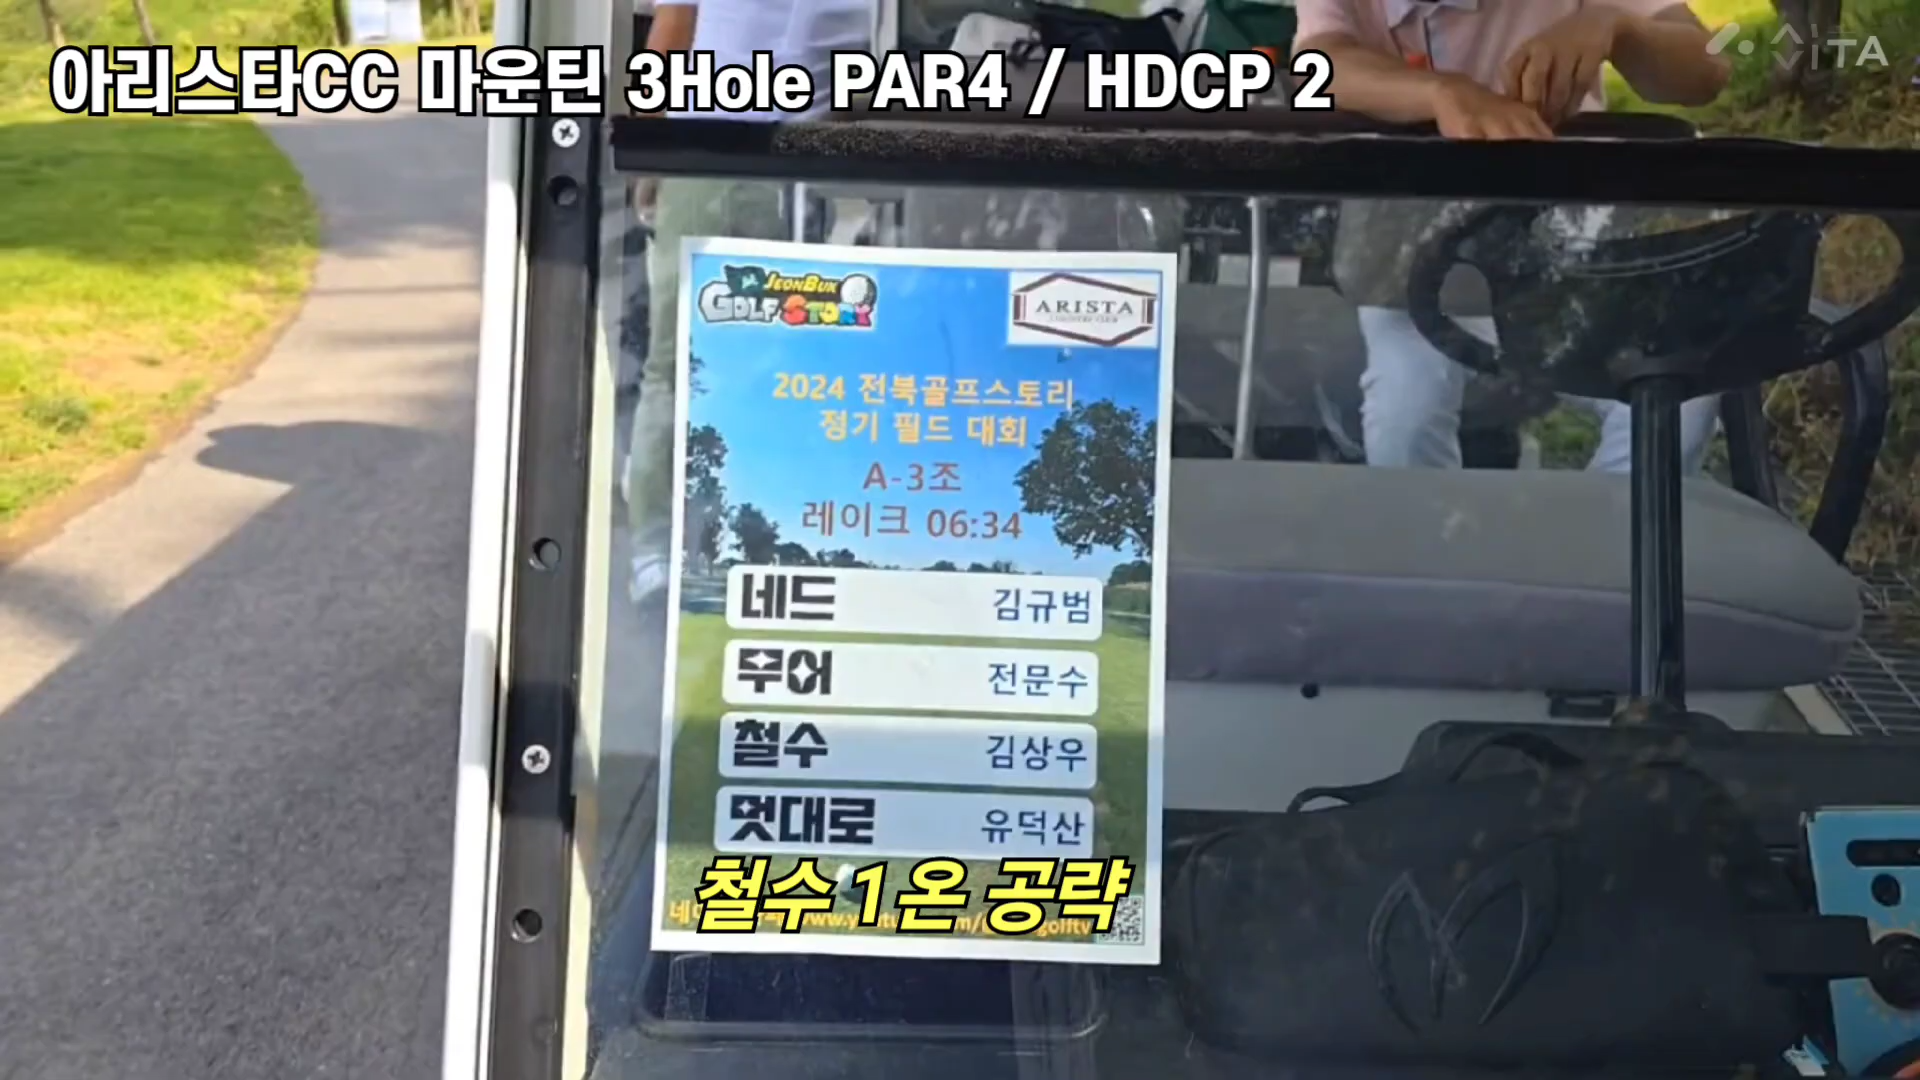 아리스타CC 마운틴 3Hole PAR4 / HDCP 2
VITA
JEONBUK
GOLF STORY
ARISTA
COUNTRY CLUB
2024 전북골프스토리
정기 필드 대회
A-3조
레이크 06:34
네드 김규범
무어 전문수
철수 김상우
멋대로 유덕산
철수 1온 공략